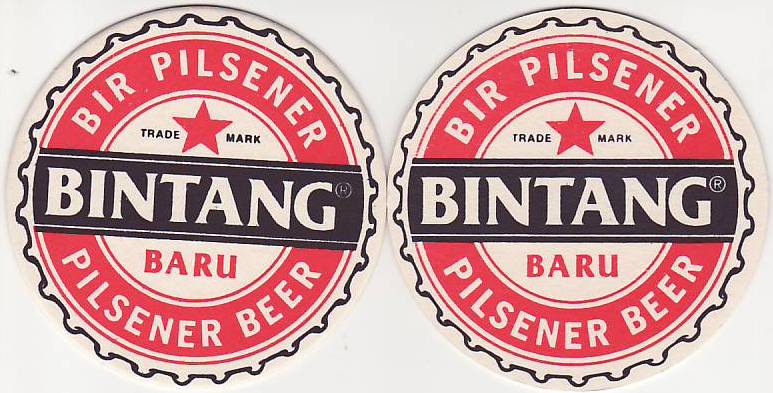 BIR PILSENER
TRADE MARK
BINTANG®
BARU
PILSENER BEER
BIR PILSENER
TRADE MARK
BINTANG®
BARU
PILSENER BEER